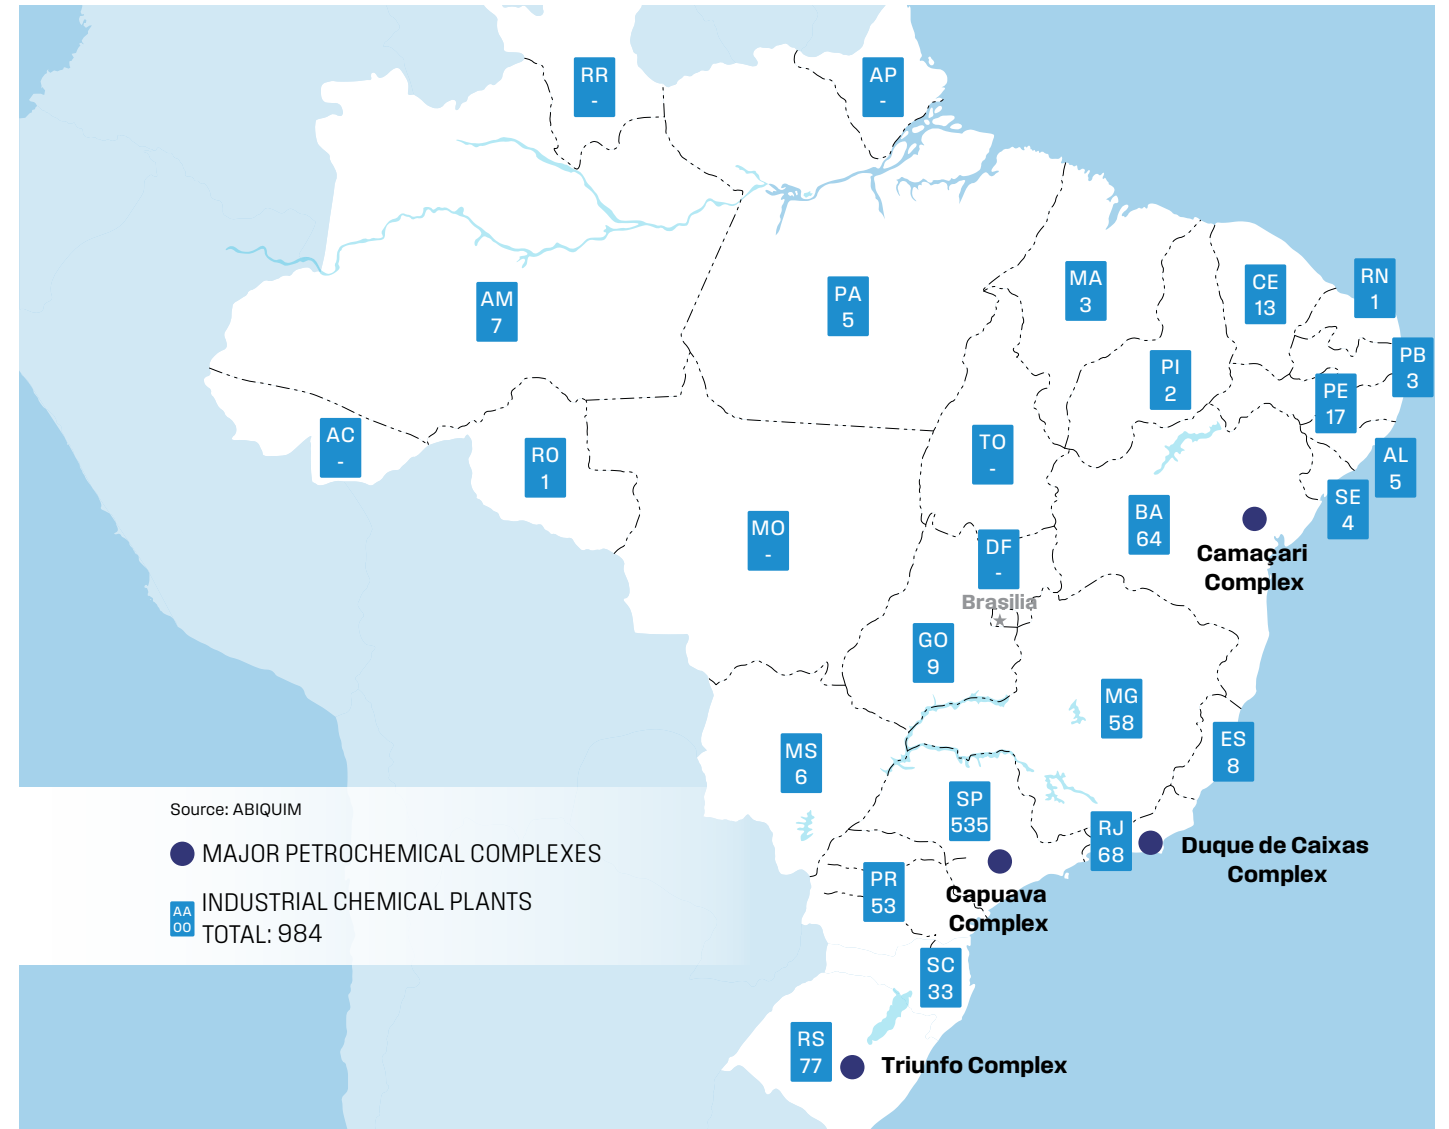 RR
-
AP
-
AM
7
PA
5
MA
3
CE
13
RN
1
PI
2
PB
3
PE
17
AC
-
RO
1
TO
-
AL
5
SE
4
MO
-
BA
64
DF
-
Camaçari
Complex
Brasilia
GO
9
MG
58
MS
6
ES
8
SP
535
RJ
68
Duque de Caixas
Complex
PR
53
Capuava
Complex
SC
33
RS
77
Triunfo Complex
Source: ABIQUIM
MAJOR PETROCHEMICAL COMPLEXES
AA
00
INDUSTRIAL CHEMICAL PLANTS
TOTAL: 984